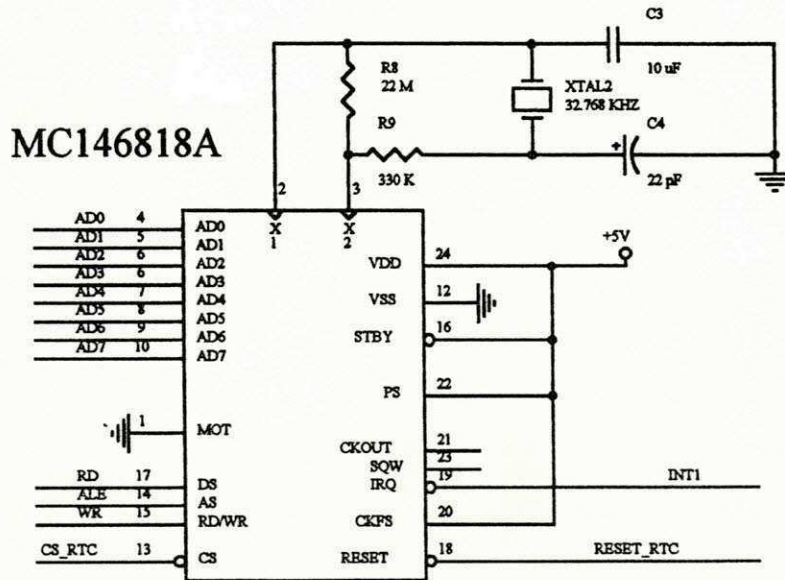 C3
10 uF
R8
22 M
XTAL2
32.768 KHZ
R9
330 K
C4
+
22 pF
MC146818A
2
3
X
1
X
2
AD0 4 AD0
AD1 5 AD1
AD2 6 AD2
AD3 6 AD3
AD4 7 AD4
AD5 8 AD5
AD6 9 AD6
AD7 10 AD7
+5V
VDD 24
VSS 12
STBY 16
PS 22
1 MOT
CKOUT 21
SQW 23
IRQ 19 INT1
RD 17 DS
ALE 14 AS
WR 15 RD/WR
CKFS 20
CS_RTC 13 CS
RESET 18 RESET_RTC